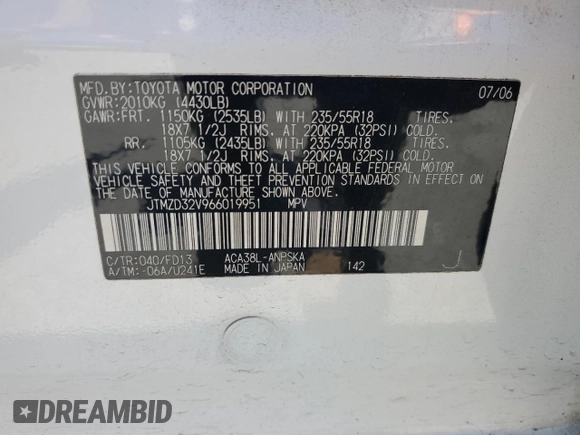 MFD. BY: TOYOTA MOTOR CORPORATION 07/06
GVWR: 2010KG (4430LB)
GAWR: FRT. 1150KG (2535LB) WITH 235/55R18 TIRES.
18X7 1/2J RIMS. AT 220KPA (32PSI) COLD.
RR. 1105KG (2435LB) WITH 235/55R18 TIRES.
18X7 1/2J RIMS. AT 220KPA (32PSI) COLD.
THIS VEHICLE CONFORMS TO ALL APPLICABLE FEDERAL MOTOR
VEHICLE SAFETY AND THEFT PREVENTION STANDARDS IN EFFECT ON
THE DATE OF MANUFACTURE SHOWN ABOVE.
JTMZD32V966019951 MPV
C/TR: 040/FD13 ACA38L-ANPSKA
A/TM: -06A/U241E MADE IN JAPAN 142 J
DREAMBID